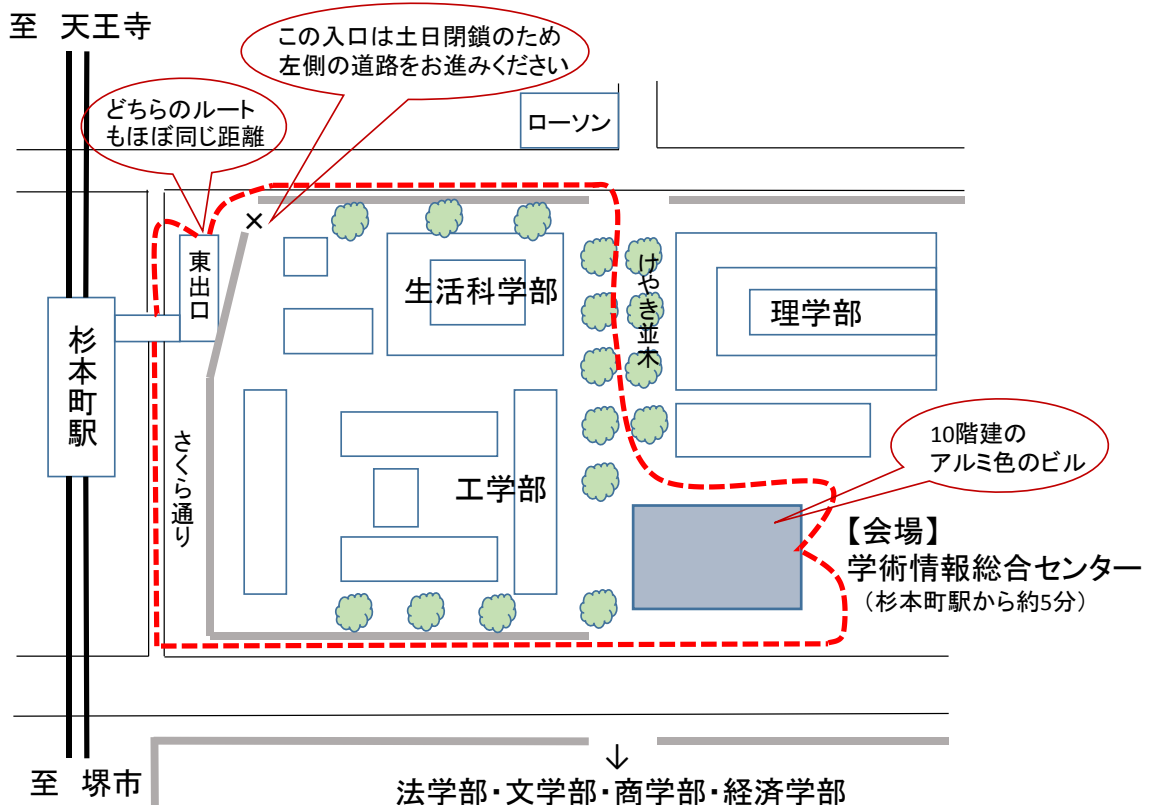 至 天王寺
この入口は土日閉鎖のため
左側の道路をお進みください
どちらのルート
もほぼ同じ距離
ローソン
×
東出口
生活科学部
けやき並木
理学部
杉本町駅
さくら通り
工学部
10階建の
アルミ色のビル
【会場】
学術情報総合センター
（杉本町駅から約5分）
至 堺市
↓
法学部・文学部・商学部・経済学部